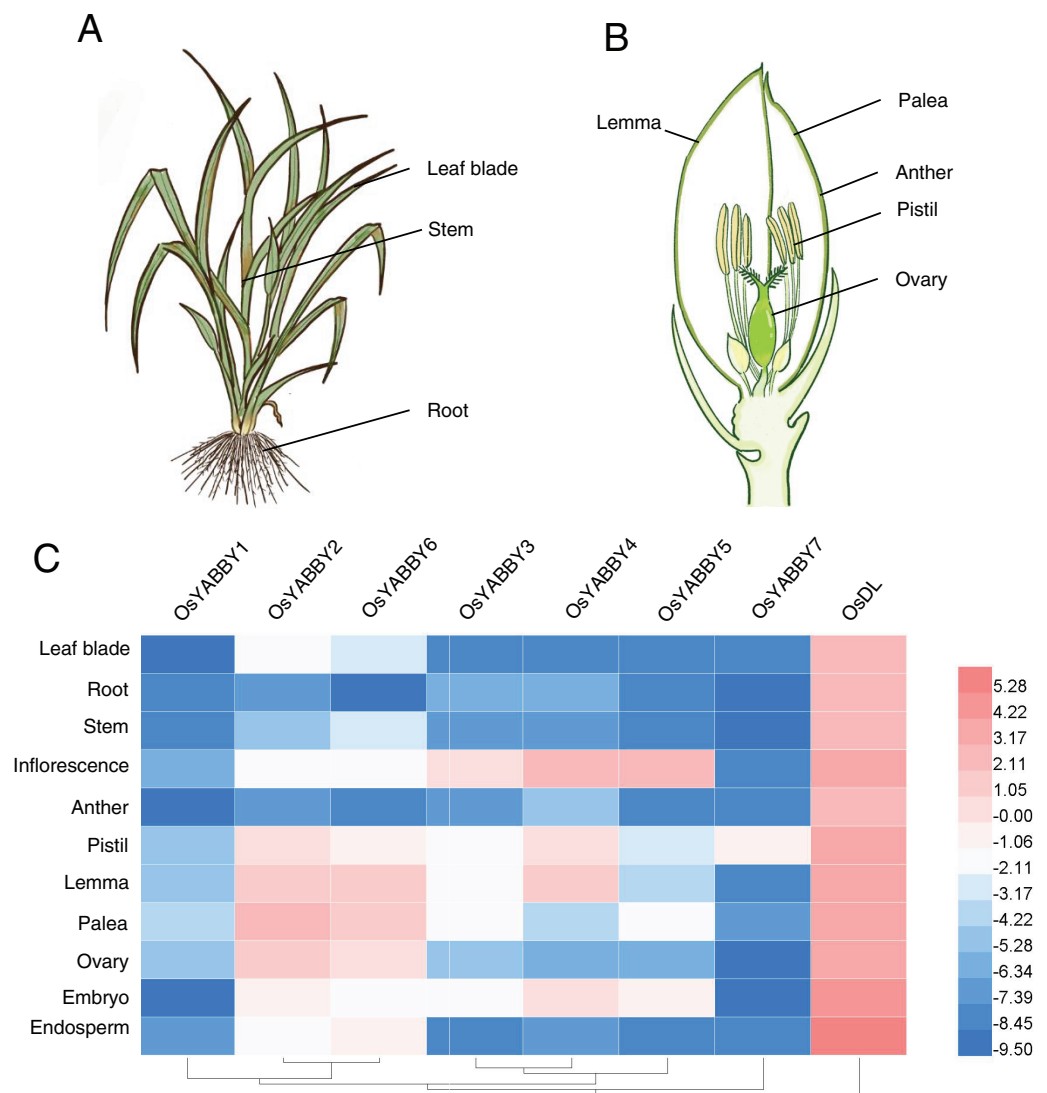 A
Leaf blade
Stem
Root
B
Lemma
Palea
Anther
Pistil
Ovary
C
OsYABBY1
OsYABBY2
OsYABBY6
OsYABBY3
OsYABBY4
OsYABBY5
OsYABBY7
OsDL
Leaf blade
Root
Stem
Inflorescence
Anther
Pistil
Lemma
Palea
Ovary
Embryo
Endosperm
5.28
4.22
3.17
2.11
1.05
-0.00
-1.06
-2.11
-3.17
-4.22
-5.28
-6.34
-7.39
-8.45
-9.50